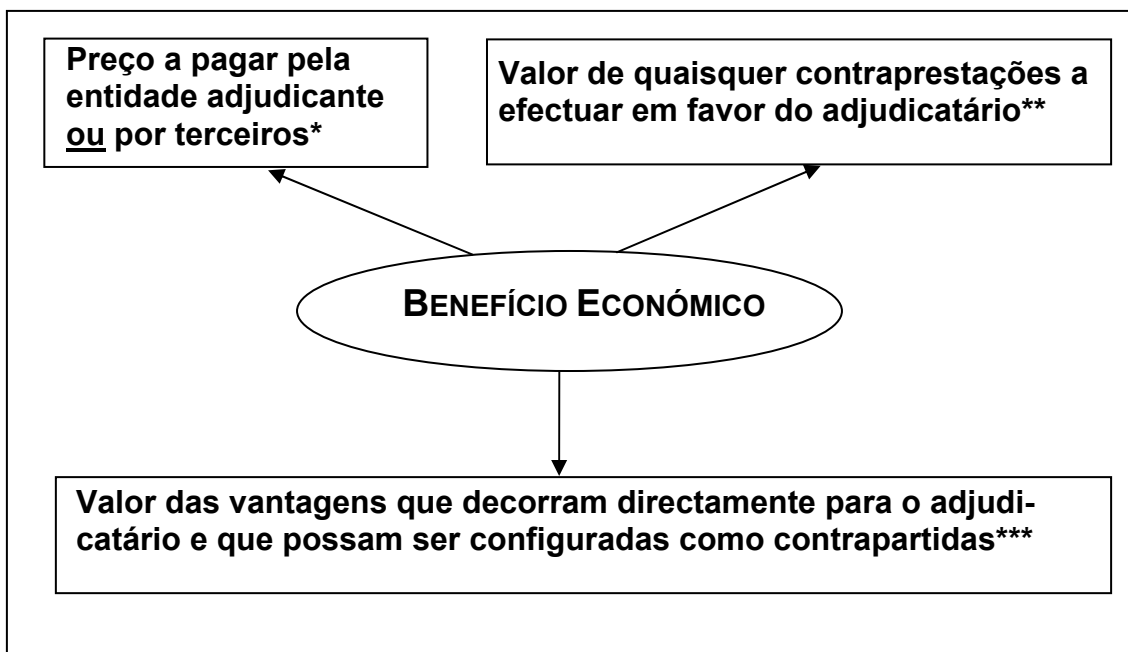 Preço a pagar pela
entidade adjudicante
ou por terceiros*
Valor de quaisquer contraprestações a
efectuar em favor do adjudicatário**
BENEFÍCIO ECONÓMICO
Valor das vantagens que decorram directamente para o adjudi-
catário e que possam ser configuradas como contrapartidas***